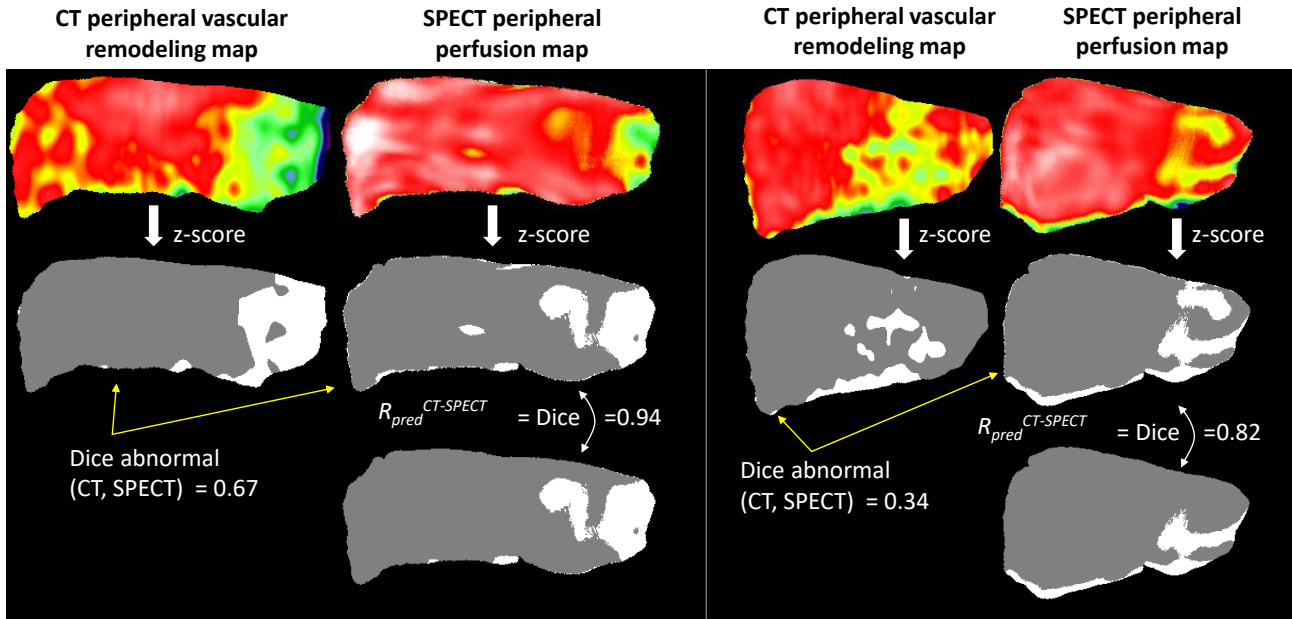 CT peripheral vascular
remodeling map
SPECT peripheral
perfusion map
z-score
z-score
R_pred^CT-SPECT = Dice =0.94
Dice abnormal
(CT, SPECT) = 0.67
CT peripheral vascular
remodeling map
SPECT peripheral
perfusion map
z-score
z-score
R_pred^CT-SPECT = Dice =0.82
Dice abnormal
(CT, SPECT) = 0.34